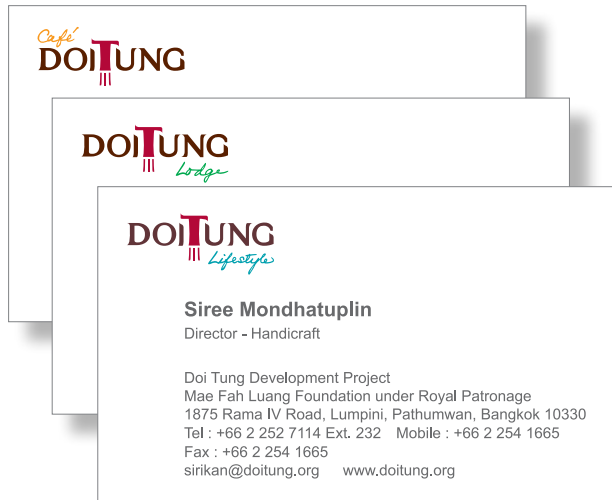 Café
DOITUNG
DOITUNG
Lodge
DOITUNG
Lifestyle
Siree Mondhatuplin
Director - Handicraft
Doi Tung Development Project
Mae Fah Luang Foundation under Royal Patronage
1875 Rama IV Road, Lumpini, Pathumwan, Bangkok 10330
Tel : +66 2 252 7114 Ext. 232 Mobile : +66 2 254 1665
Fax : +66 2 254 1665
sirikan@doitung.org www.doitung.org